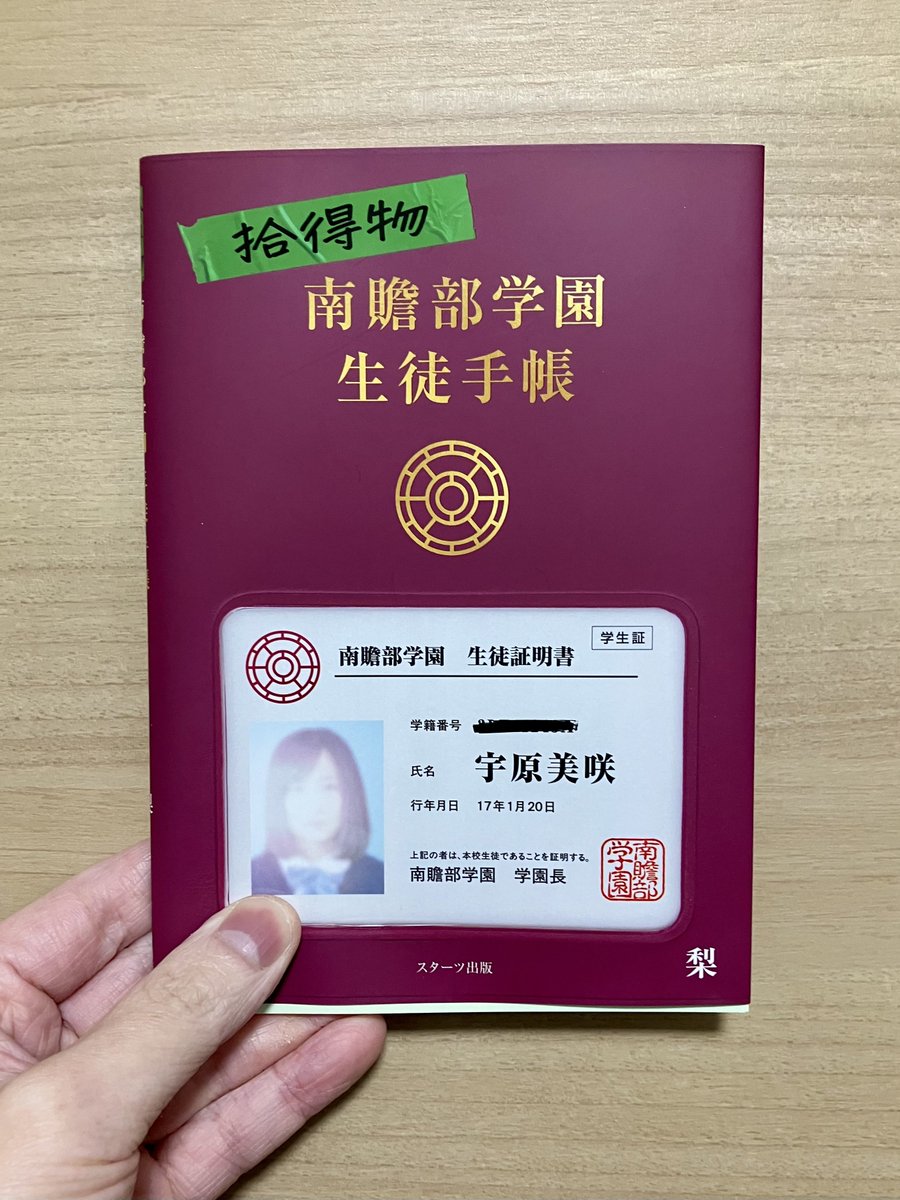 拾得物
南贍部学園
生徒手帳
学生証
南贍部学園 生徒証明書
学籍番号
氏名 宇原美咲
行年月日 17年1月20日
上記の者は、本校生徒であることを証明する。
南贍部学園 学園長
南贍部
学園
スターツ出版
梨